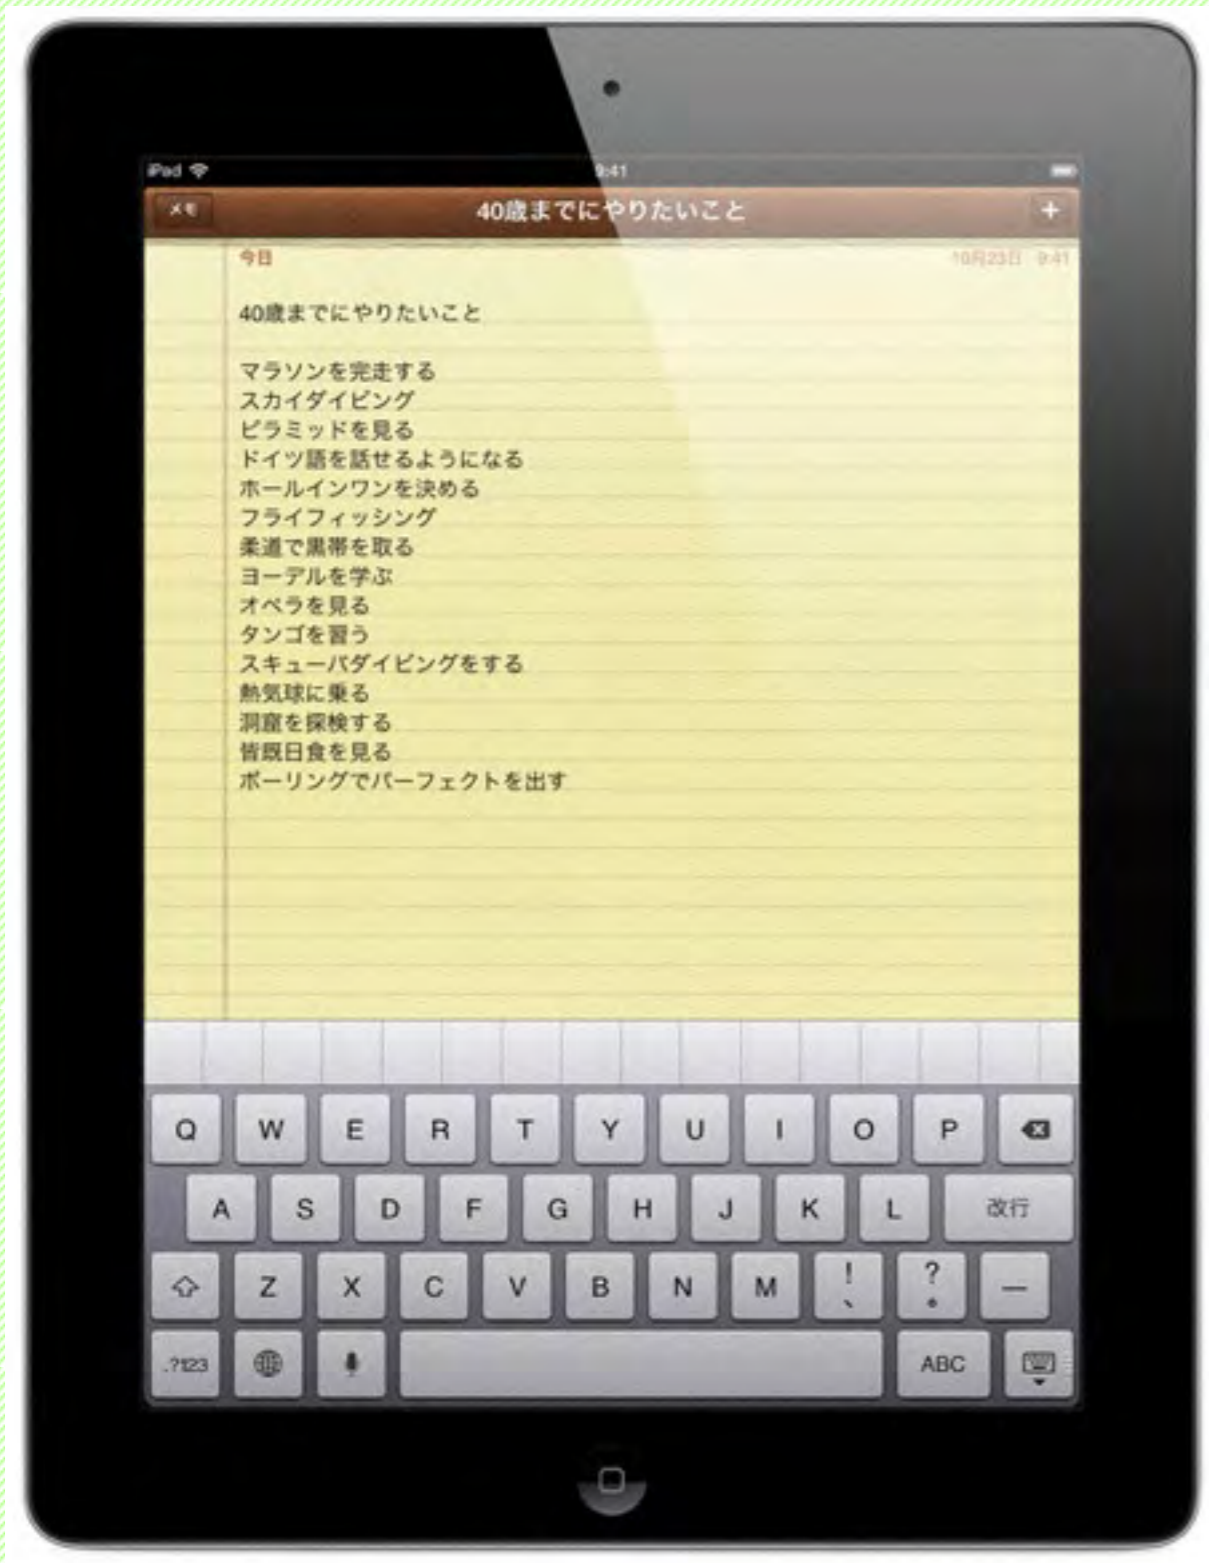 iPad 9:41
メモ 40歳までにやりたいこと +
今日 10月23日 9:41
40歳までにやりたいこと
マラソンを完走する
スカイダイビング
ピラミッドを見る
ドイツ語を話せるようになる
ホールインワンを決める
フライフィッシング
柔道で黒帯を取る
ヨーデルを学ぶ
オペラを見る
タンゴを習う
スキューバダイビングをする
熱気球に乗る
洞窟を探検する
皆既日食を見る
ボーリングでパーフェクトを出す
Q W E R T Y U I O P
A S D F G H J K L 改行
Z X C V B N M ! 、 ? 。 ー
.?123 ABC